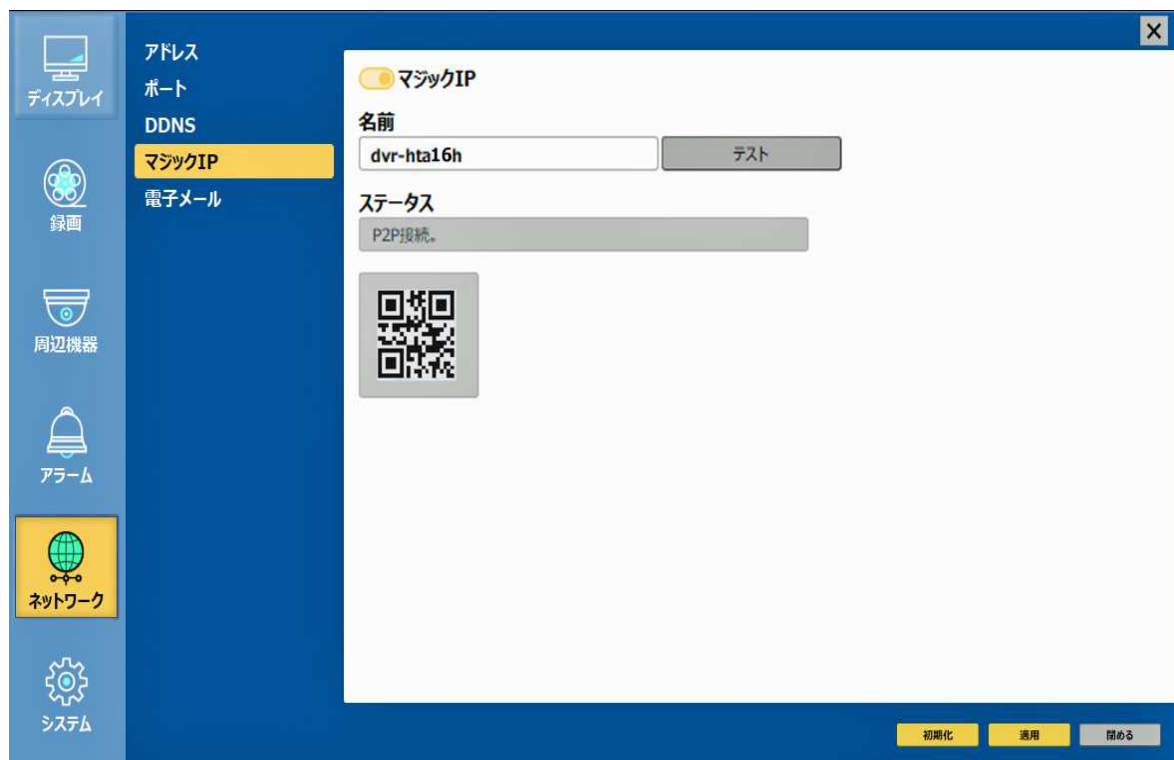 ディスプレイ
録画
周辺機器
アラーム
ネットワーク
システム
アドレス
ポート
DDNS
マジックIP
電子メール
マジックIP
名前
dvr-hta16h
テスト
ステータス
P2P接続。
初期化
適用
閉める